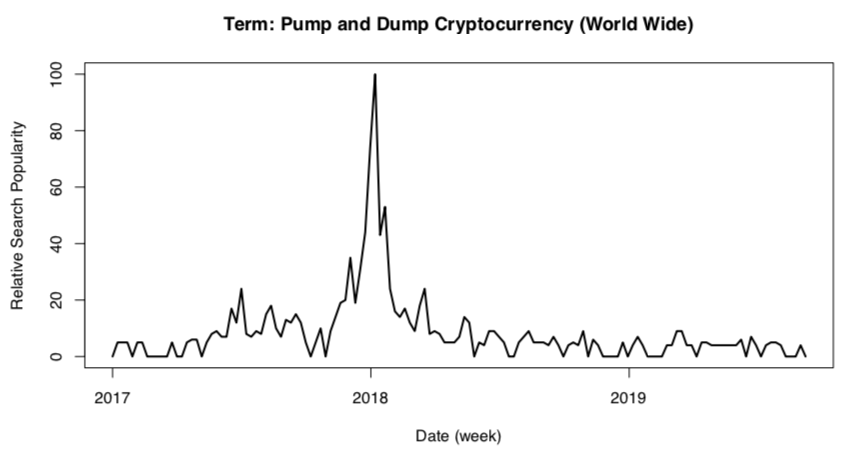 Term: Pump and Dump Cryptocurrency (World Wide)
Relative Search Popularity
100
80
60
40
20
0
2017 2018 2019
Date (week)